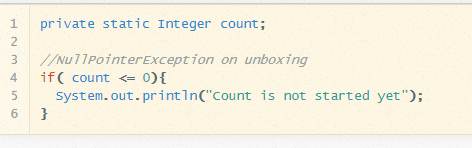 1 private static Integer count;
2
3 //NullPointerException on unboxing
4 if( count <= 0){
5   System.out.println("Count is not started yet");
6 }